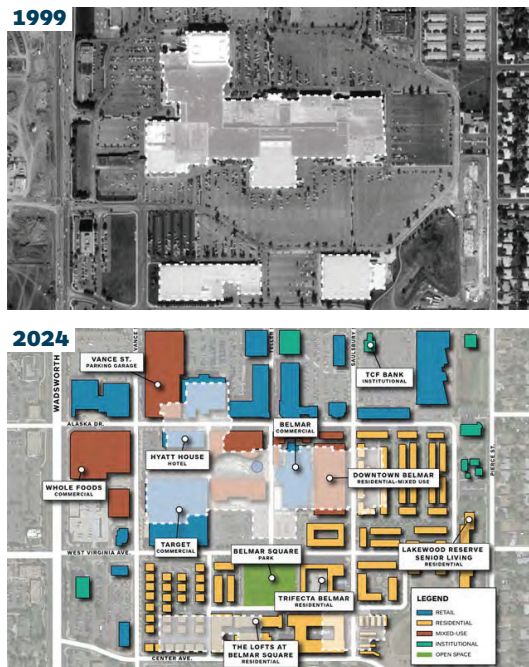 1999
2024
WADSWORTH
VANCE
TELLER
SAULSBURY
VANCE ST.
PARKING GARAGE
TCF BANK
INSTITUTIONAL
ALASKA DR.
BELMAR
COMMERCIAL
HYATT HOUSE
HOTEL
PIERCE ST.
WHOLE FOODS
COMMERCIAL
DOWNTOWN BELMAR
RESIDENTIAL-MIXED USE
TARGET
COMMERCIAL
WEST VIRGINIA AVE.
BELMAR SQUARE
PARK
LAKEWOOD RESERVE
SENIOR LIVING
RESIDENTIAL
TRIFECTA BELMAR
RESIDENTIAL
THE LOFTS AT
BELMAR SQUARE
RESIDENTIAL
CENTER AVE.
LEGEND
RETAIL
RESIDENTIAL
MIXED-USE
INSTITUTIONAL
OPEN SPACE